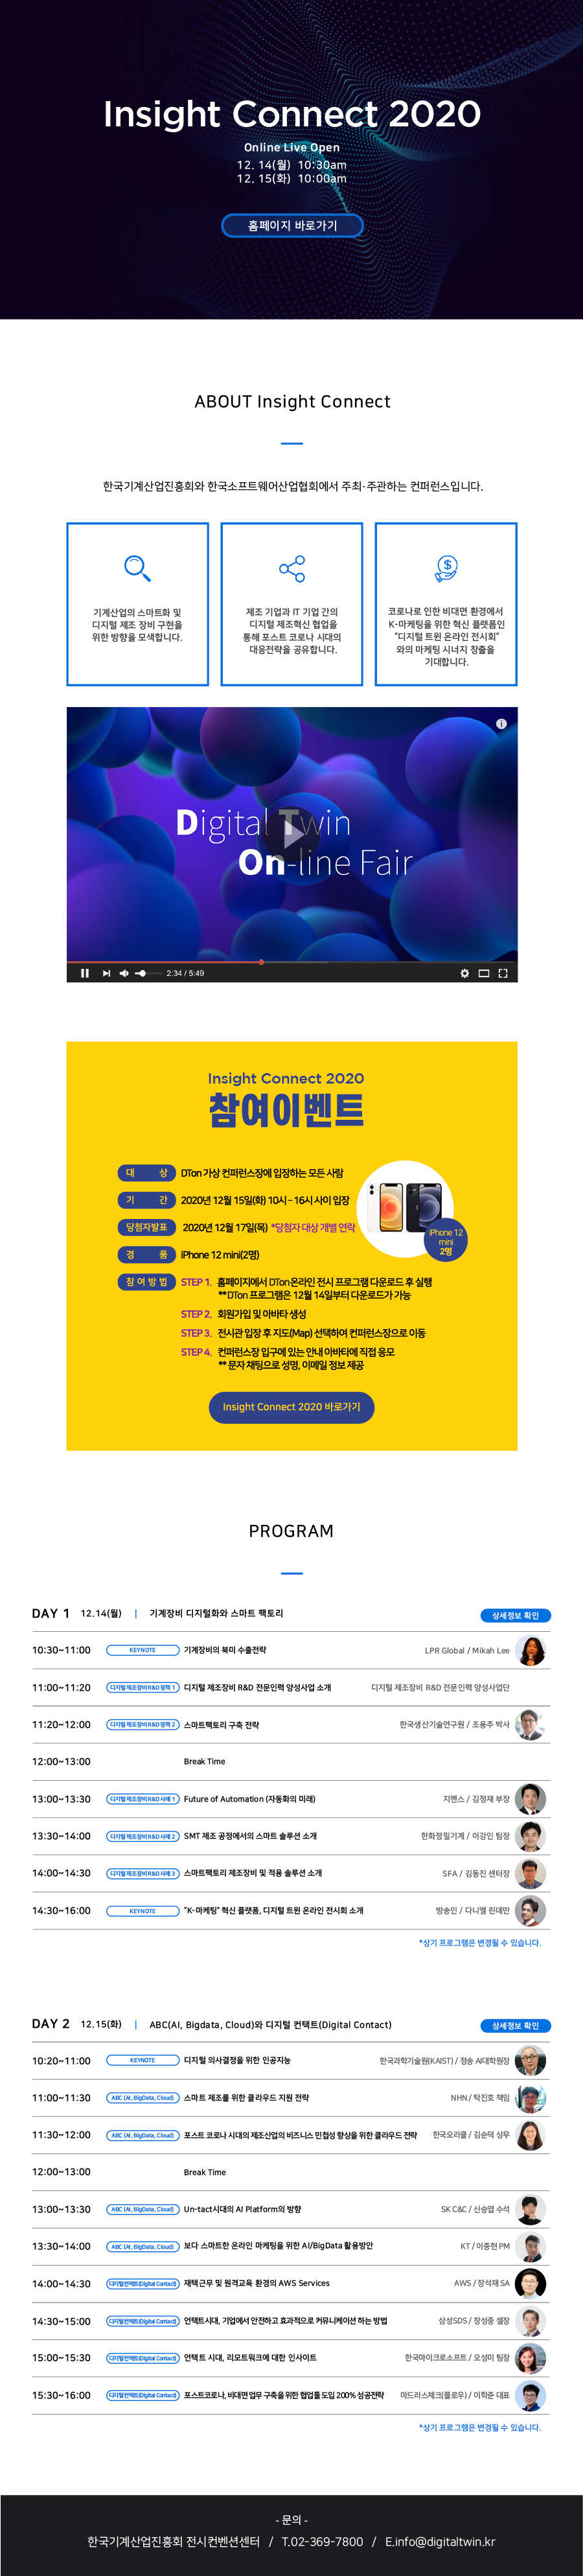 Insight Connect 2020
Online Live Open
12. 14(월) 10:30am
12. 15(화) 10:00am
홈페이지 바로가기
ABOUT Insight Connect
한국기계산업진흥회와 한국소프트웨어산업협회에서 주최·주관하는 컨퍼런스입니다.
기계산업의 스마트화 및
디지털 제조 장비 구현을
위한 방향을 모색합니다.
제조 기업과 IT 기업 간의
디지털 제조혁신 협업을
통해 포스트 코로나 시대의
대응전략을 공유합니다.
코로나로 인한 비대면 환경에서
K-마케팅을 위한 혁신 플랫폼인
"디지털 트윈 온라인 전시회"
와의 마케팅 시너지 창출을
기대합니다.
Digital Twin
On-line Fair
2:34 / 5:49
Insight Connect 2020
참여이벤트
대 상 DTon 가상 컨퍼런스장에 입장하는 모든 사람
기 간 2020년 12월 15일(화) 10시 – 16시 사이 입장
당첨자발표 2020년 12월 17일(목) *당첨자 대상 개별 연락
경 품 iPhone 12 mini(2명)
iPhone 12
mini
2명
참 여 방 법 STEP 1. 홈페이지에서 DTon온라인 전시 프로그램 다운로드 후 실행
** DTon 프로그램은 12월 14일부터 다운로드가 가능
STEP 2. 회원가입 및 아바타 생성
STEP 3. 전시관 입장 후 지도(Map) 선택하여 컨퍼런스장으로 이동
STEP 4. 컨퍼런스장 입구에 있는 안내 아바타에 직접 응모
** 문자 채팅으로 성명, 이메일 정보 제공
Insight Connect 2020 바로가기
PROGRAM
DAY 1 12.14(월) | 기계장비 디지털화와 스마트 팩토리 상세정보 확인
10:30~11:00 KEYNOTE 기계장비의 북미 수출전략 LPR Global / Mikah Lee
11:00~11:20 디지털 제조장비 R&D 정책 1 디지털 제조장비 R&D 전문인력 양성사업 소개 디지털 제조장비 R&D 전문인력 양성사업단
11:20~12:00 디지털 제조장비 R&D 정책 2 스마트팩토리 구축 전략 한국생산기술연구원 / 조용주 박사
12:00~13:00 Break Time
13:00~13:30 디지털 제조장비 R&D 사례 1 Future of Automation (자동화의 미래) 지멘스 / 김정재 부장
13:30~14:00 디지털 제조장비 R&D 사례 2 SMT 제조 공정에서의 스마트 솔루션 소개 한화정밀기계 / 이강인 팀장
14:00~14:30 디지털 제조장비 R&D 사례 3 스마트팩토리 제조장비 및 적용 솔루션 소개 SFA / 김동진 센터장
14:30~16:00 KEYNOTE "K-마케팅" 혁신 플랫폼, 디지털 트윈 온라인 전시회 소개 방송인 / 다니엘 린데만
*상기 프로그램은 변경될 수 있습니다.
DAY 2 12.15(화) | ABC(AI, Bigdata, Cloud)와 디지털 컨택트(Digital Contact) 상세정보 확인
10:20~11:00 KEYNOTE 디지털 의사결정을 위한 인공지능 한국과학기술원(KAIST) / 정송 AI대학원장
11:00~11:30 ABC (AI, BigData, Cloud) 스마트 제조를 위한 클라우드 지원 전략 NHN / 탁진호 책임
11:30~12:00 ABC (AI, BigData, Cloud) 포스트 코로나 시대의 제조산업의 비즈니스 민첩성 향상을 위한 클라우드 전략 한국오라클 / 김순덕 상무
12:00~13:00 Break Time
13:00~13:30 ABC (AI, BigData, Cloud) Un-tact시대의 AI Platform의 방향 SK C&C / 신승업 수석
13:30~14:00 ABC (AI, BigData, Cloud) 보다 스마트한 온라인 마케팅을 위한 AI/BigData 활용방안 KT / 이종헌 PM
14:00~14:30 디지털컨택트(Digital Contact) 재택근무 및 원격교육 환경의 AWS Services AWS / 장석재 SA
14:30~15:00 디지털컨택트(Digital Contact) 언택트시대, 기업에서 안전하고 효과적으로 커뮤니케이션 하는 방법 삼성SDS / 장성중 셀장
15:00~15:30 디지털컨택트(Digital Contact) 언택트 시대, 리모트워크에 대한 인사이트 한국마이크로소프트 / 오성미 팀장
15:30~16:00 디지털컨택트(Digital Contact) 포스트코로나, 비대면 업무 구축을 위한 협업툴 도입 200% 성공전략 마드라스체크(플로우) / 이학준 대표
*상기 프로그램은 변경될 수 있습니다.
- 문의 -
한국기계산업진흥회 전시컨벤션센터 / T.02-369-7800 / E.info@digitaltwin.kr